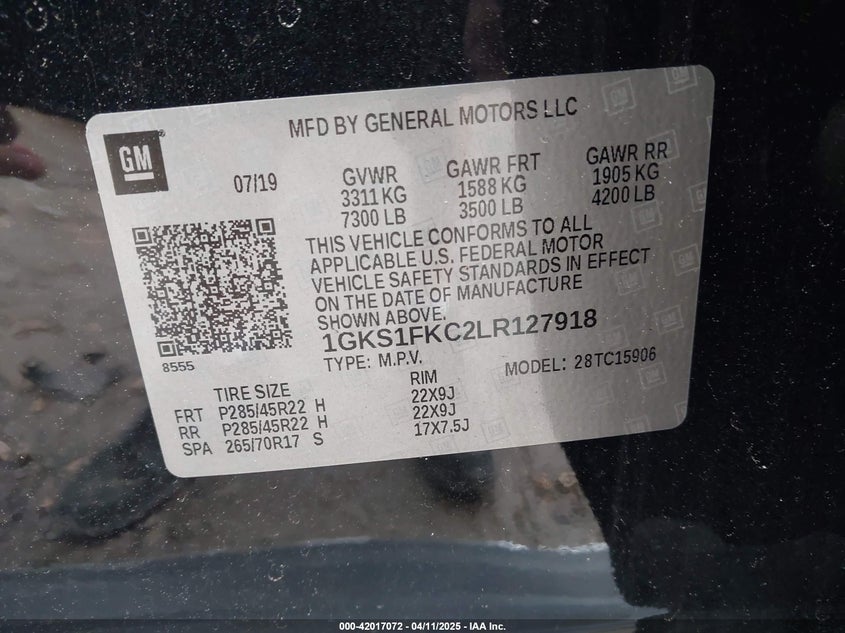 MFD BY GENERAL MOTORS LLC
GM
07/19
GVWR
3311 KG
7300 LB
GAWR FRT
1588 KG
3500 LB
GAWR RR
1905 KG
4200 LB
THIS VEHICLE CONFORMS TO ALL
APPLICABLE U.S. FEDERAL MOTOR
VEHICLE SAFETY STANDARDS IN EFFECT
ON THE DATE OF MANUFACTURE
SHOWN ABOVE.
8555
1GKS1FKC2LR127918
TYPE: M.P.V. MODEL: 28TC15906
TIRE SIZE RIM
FRT P285/45R22 H 22X9J
RR P285/45R22 H 22X9J
SPA 265/70R17 S 17X7.5J
000-42017072 - 04/11/2025 - IAA Inc.